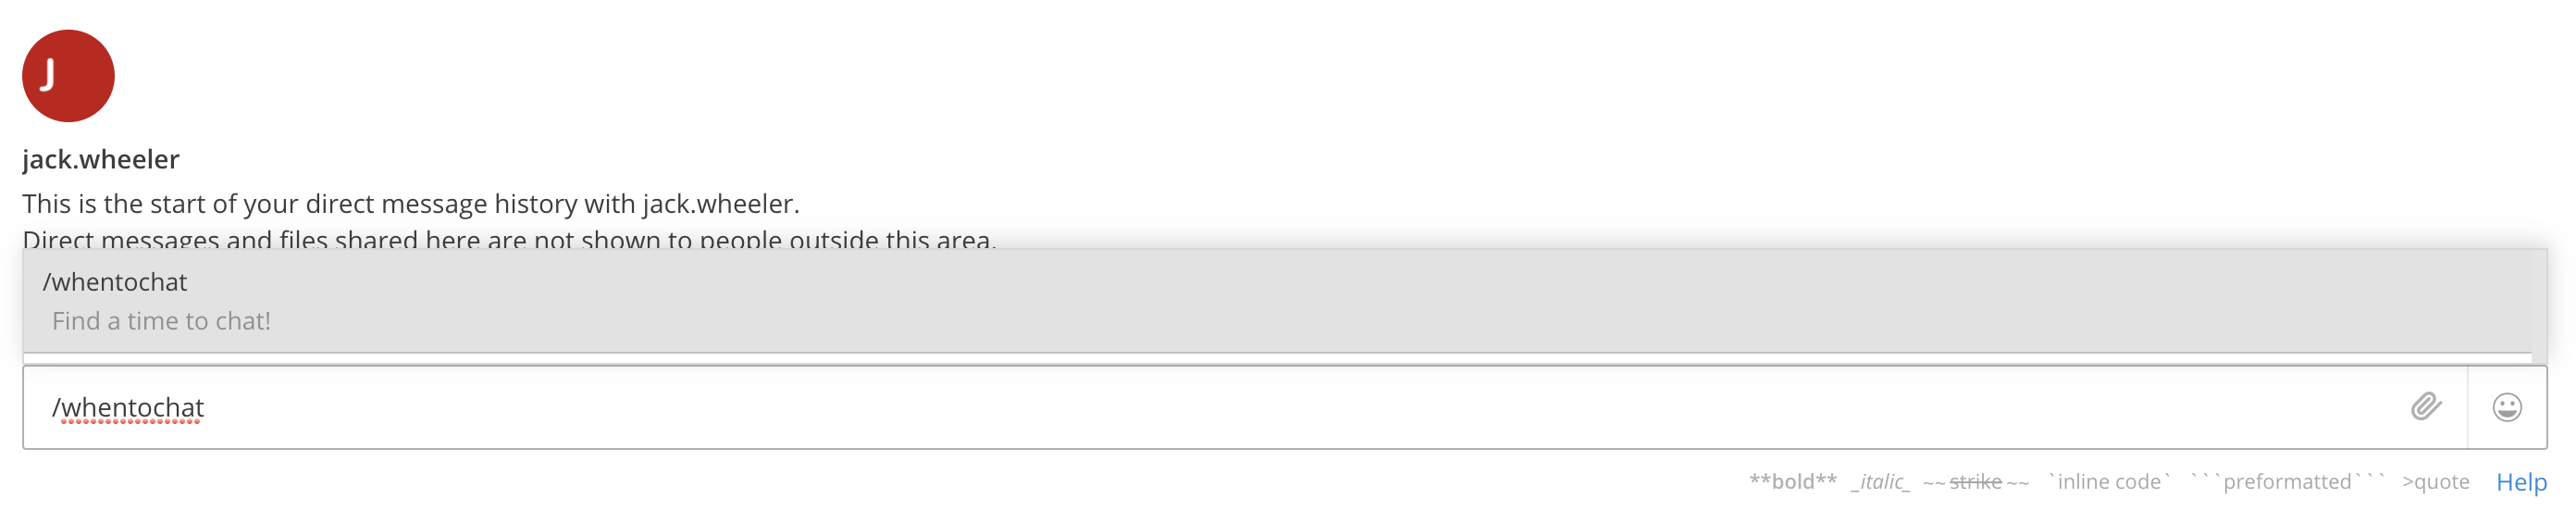 J
jack.wheeler
This is the start of your direct message history with jack.wheeler.
Direct messages and files shared here are not shown to people outside this area.
/whentochat
Find a time to chat!
/whentochat
**bold** _italic_ ~~strike~~ `inline code` ```preformatted``` >quote Help